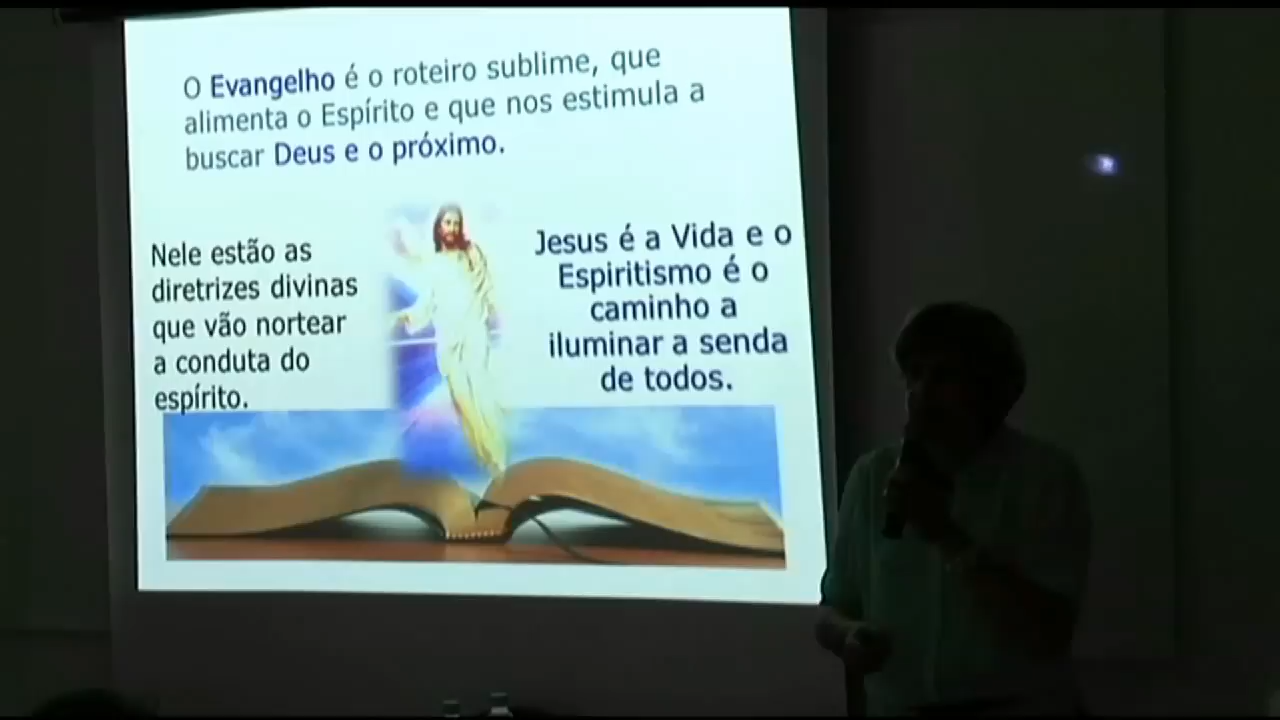 O Evangelho é o roteiro sublime, que
alimenta o Espírito e que nos estimula a
buscar Deus e o próximo.
Nele estão as
diretrizes divinas
que vão nortear
a conduta do
espírito.
Jesus é a Vida e o
Espiritismo é o
caminho a
iluminar a senda
de todos.